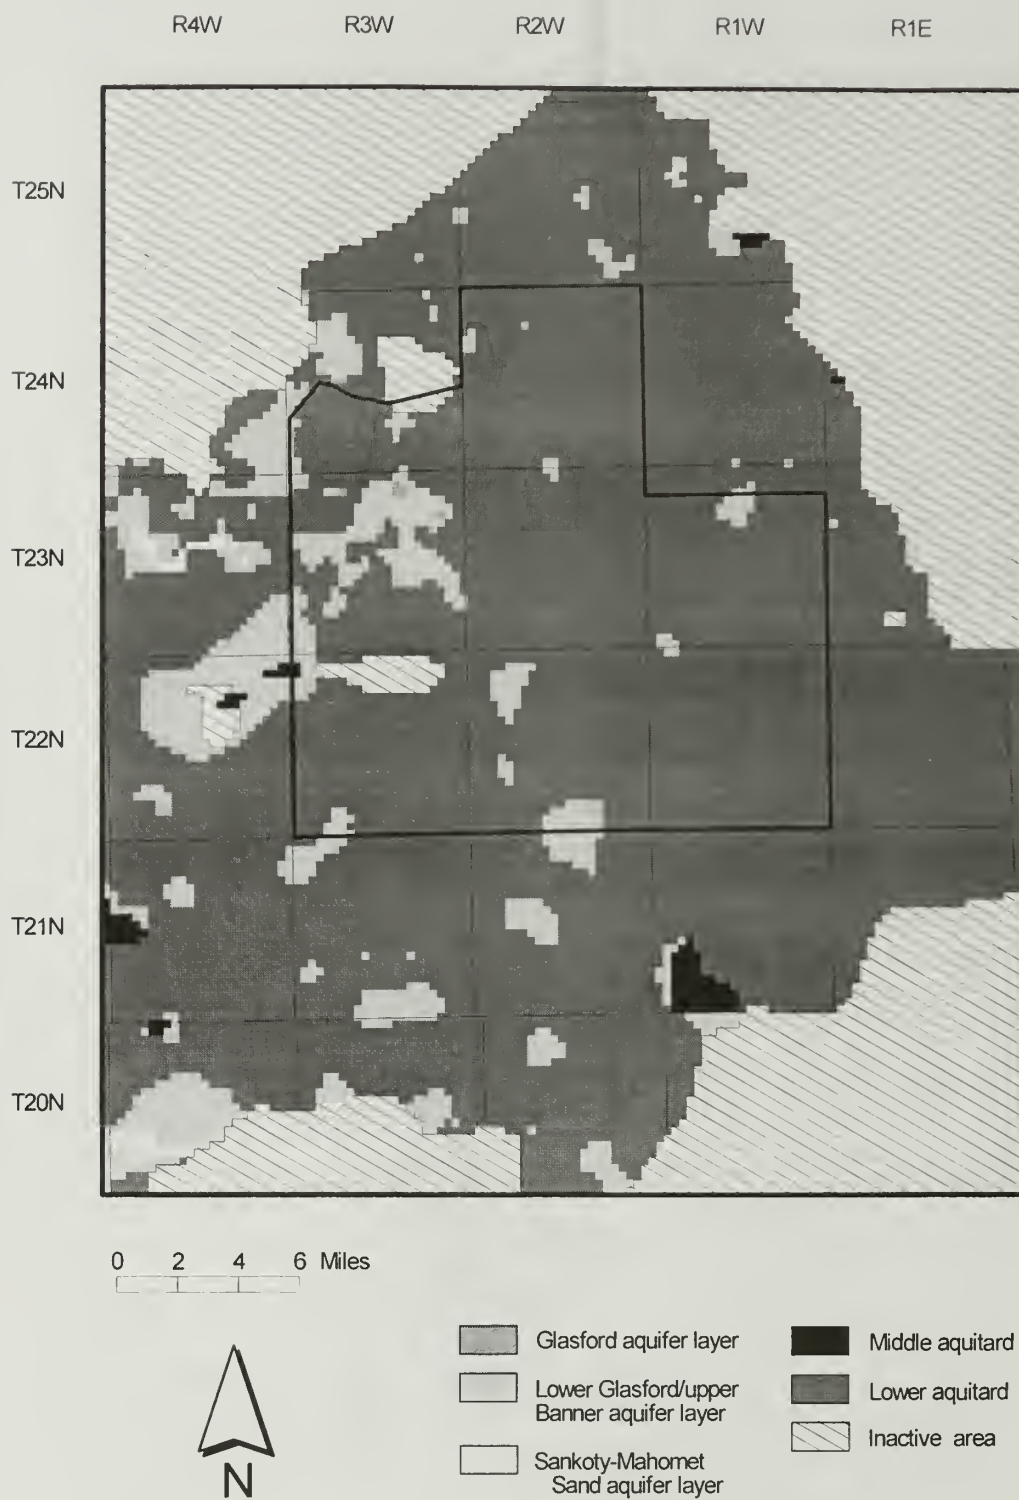 R4W R3W R2W R1W R1E
T25N
T24N
T23N
T22N
T21N
T20N
0 2 4 6 Miles
N
Glasford aquifer layer
Lower Glasford/upper
Banner aquifer layer
Sankoty-Mahomet
Sand aquifer layer
Middle aquitard
Lower aquitard
Inactive area